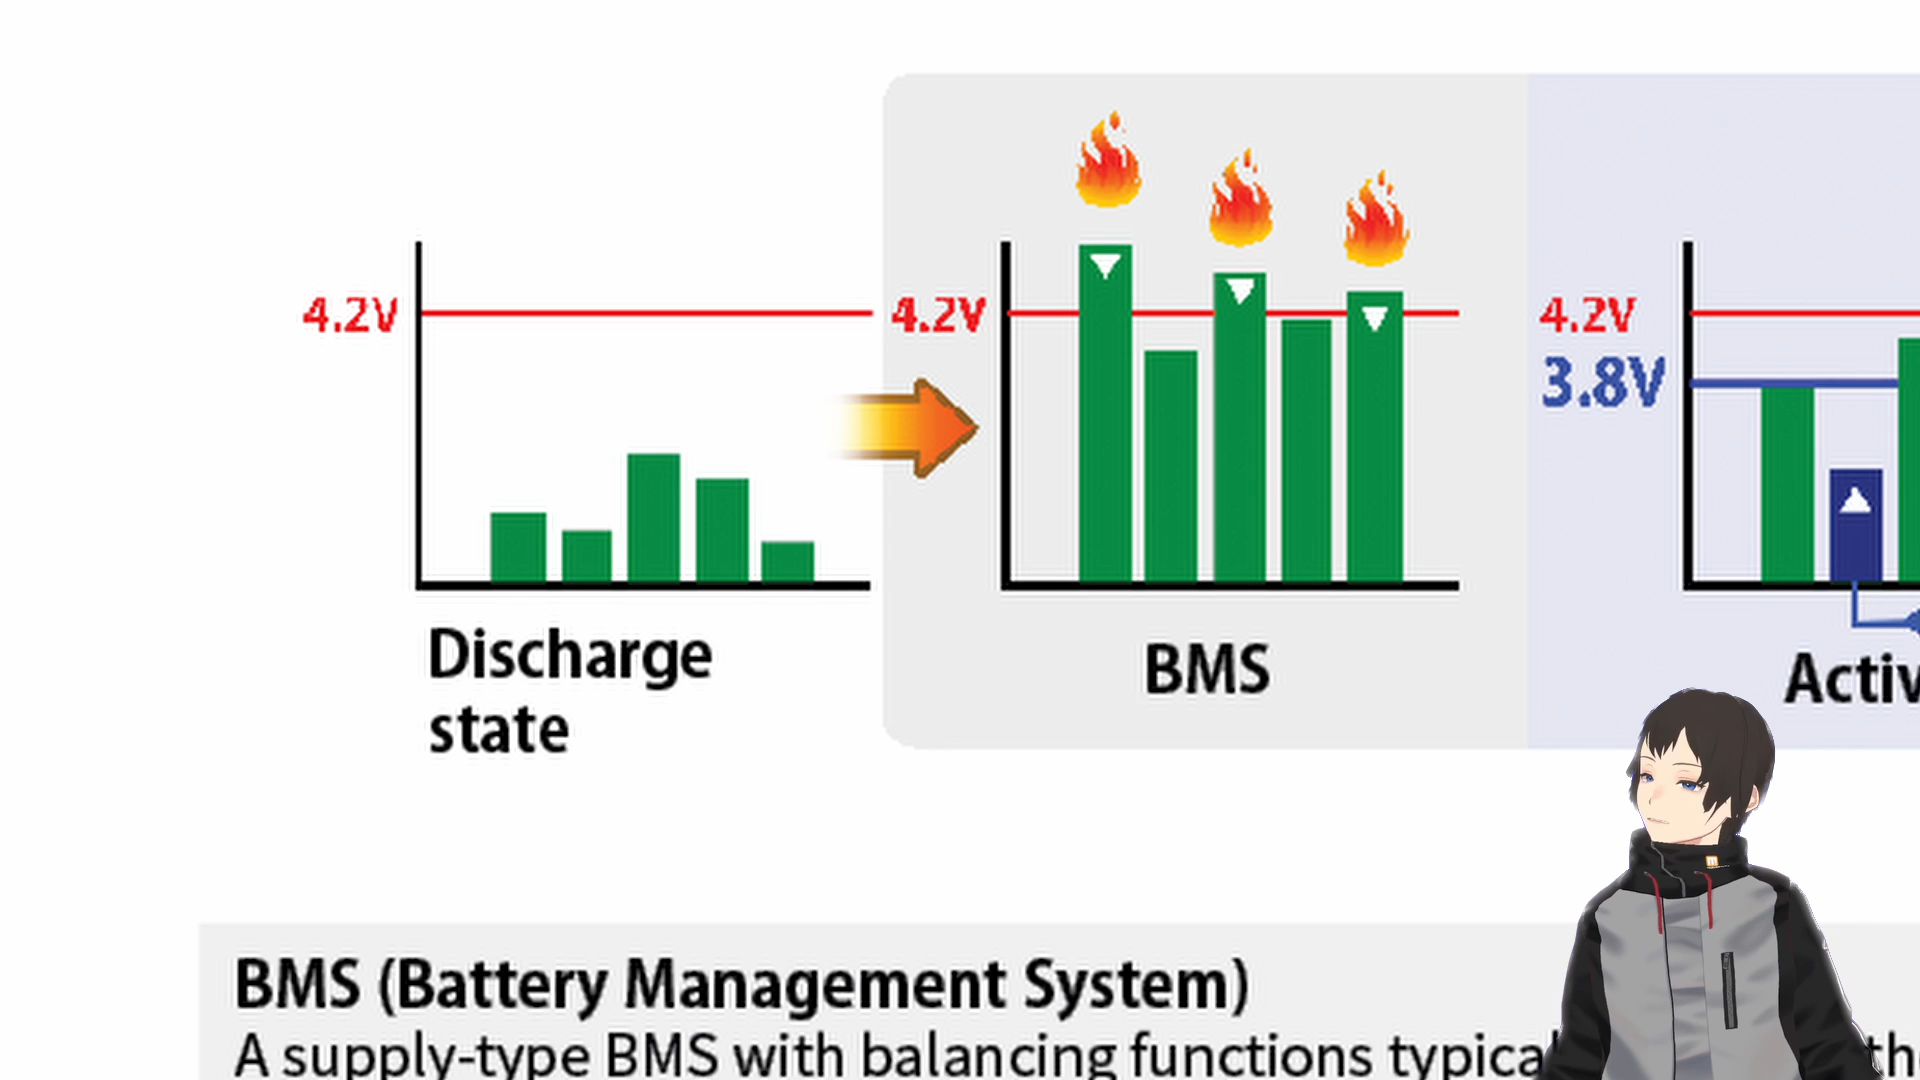 4.2V
4.2V
4.2V
3.8V
Discharge
state
BMS
BMS (Battery Management System)
A supply-type BMS with balancing functions